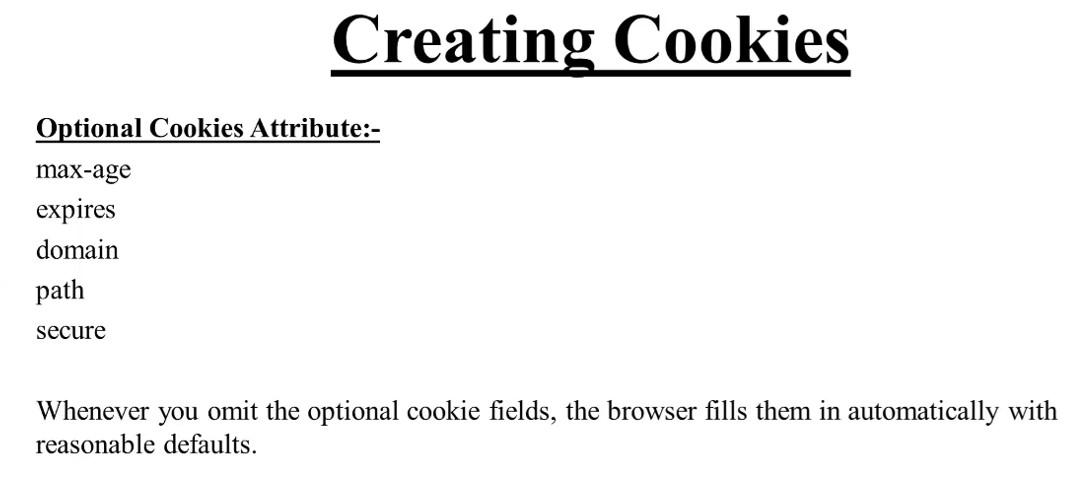 Creating Cookies
Optional Cookies Attribute:-
max-age
expires
domain
path
secure
Whenever you omit the optional cookie fields, the browser fills them in automatically with
reasonable defaults.